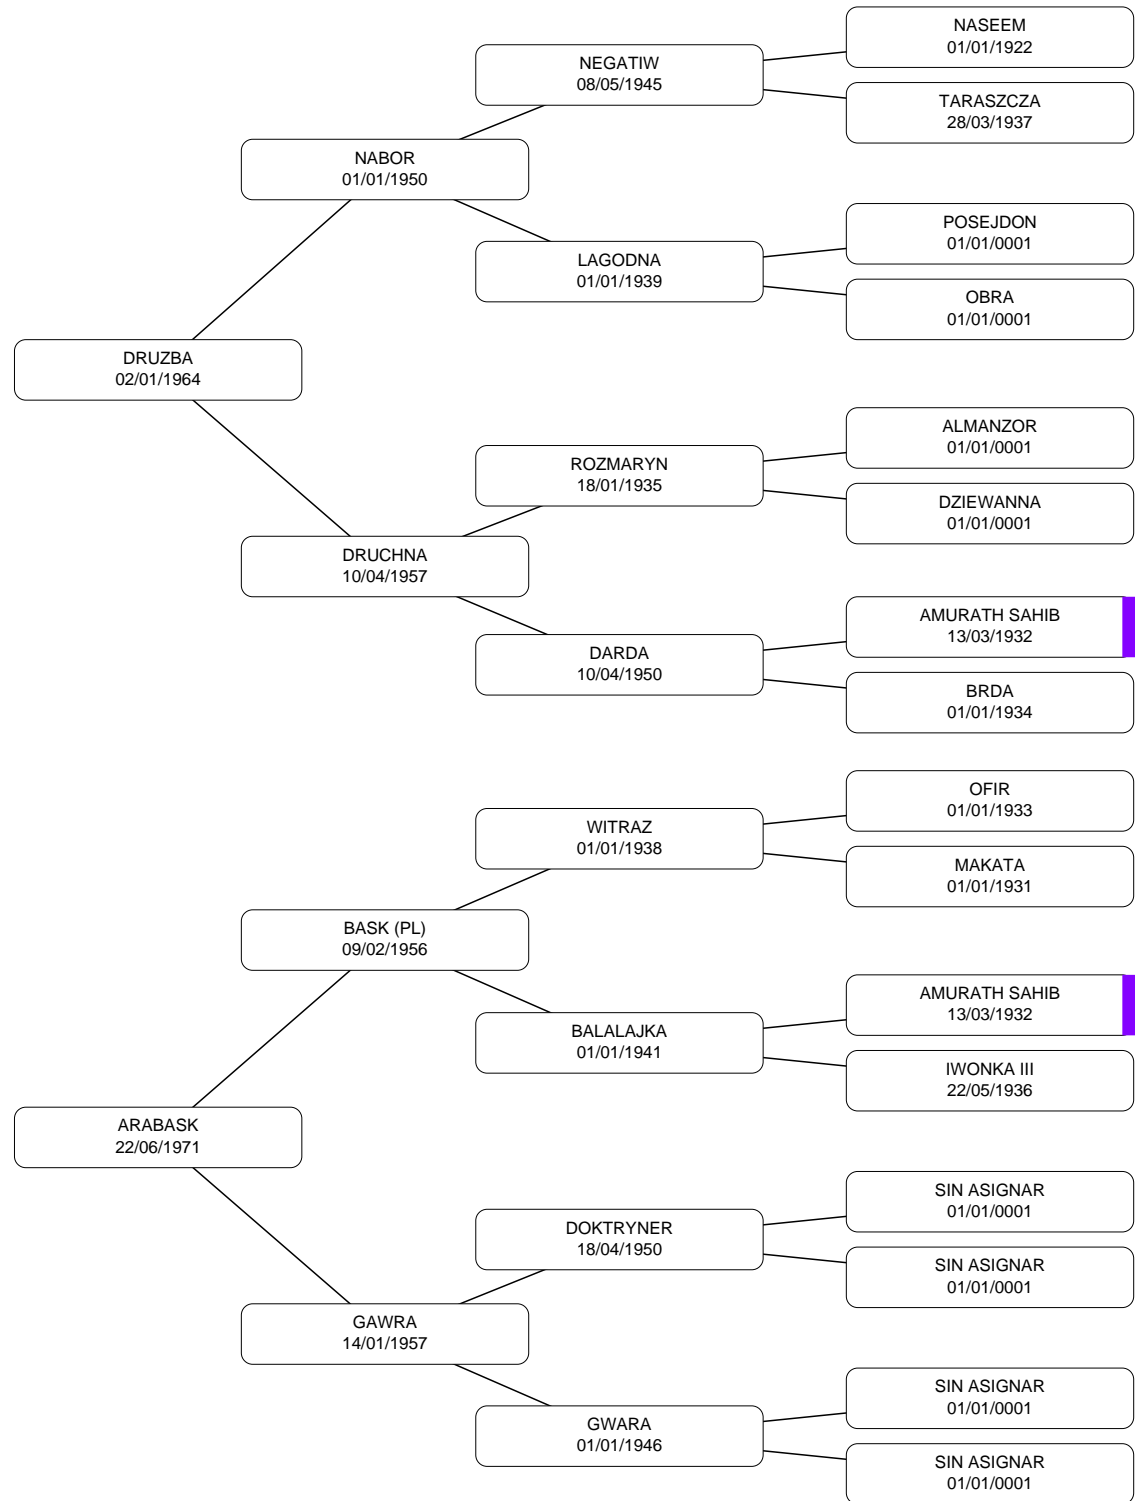 NASEEM
01/01/1922
NEGATIW
08/05/1945
TARASZCZA
28/03/1937
NABOR
01/01/1950
POSEJDON
01/01/0001
LAGODNA
01/01/1939
OBRA
01/01/0001
DRUZBA
02/01/1964
ALMANZOR
01/01/0001
ROZMARYN
18/01/1935
DZIEWANNA
01/01/0001
DRUCHNA
10/04/1957
AMURATH SAHIB
13/03/1932
DARDA
10/04/1950
BRDA
01/01/1934
OFIR
01/01/1933
WITRAZ
01/01/1938
MAKATA
01/01/1931
BASK (PL)
09/02/1956
AMURATH SAHIB
13/03/1932
BALALAJKA
01/01/1941
IWONKA III
22/05/1936
ARABASK
22/06/1971
SIN ASIGNAR
01/01/0001
DOKTRYNER
18/04/1950
SIN ASIGNAR
01/01/0001
GAWRA
14/01/1957
SIN ASIGNAR
01/01/0001
GWARA
01/01/1946
SIN ASIGNAR
01/01/0001